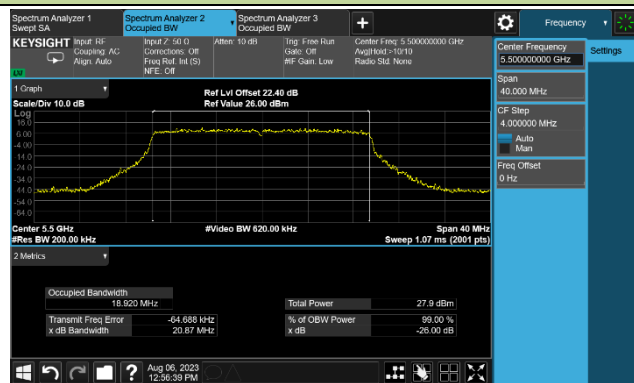 Spectrum Analyzer 1
Swept SA
Spectrum Analyzer 2
Occupied BW
Spectrum Analyzer 3
Occupied BW
Frequency
KEYSIGHT
Input: RF
Coupling: AC
Align: Auto
Input Z: 50 Ω
Corrections: Off
Freq Ref: Int (S)
NFE: Off
Atten: 10 dB
Trig: Free Run
Gate: Off
#IF Gain: Low
Center Freq: 5.500000000 GHz
Avg|Hold:>10/10
Radio Std: None
LXI
1 Graph
Scale/Div 10.0 dB
Ref Lvl Offset 22.40 dB
Ref Value 26.00 dBm
Log
16.0
6.00
-4.00
-14.0
-24.0
-34.0
-44.0
-54.0
-64.0
Center 5.5 GHz
#Res BW 200.00 kHz
#Video BW 620.00 kHz
Span 40 MHz
Sweep 1.07 ms (2001 pts)
2 Metrics
Occupied Bandwidth
18.920 MHz
Total Power 27.9 dBm
Transmit Freq Error -64.688 kHz
% of OBW Power 99.00 %
x dB Bandwidth 20.87 MHz
x dB -26.00 dB
Aug 06, 2023
12:56:39 PM
Center Frequency
5.500000000 GHz
Settings
Span
40.000 MHz
CF Step
4.000000 MHz
Auto
Man
Freq Offset
0 Hz